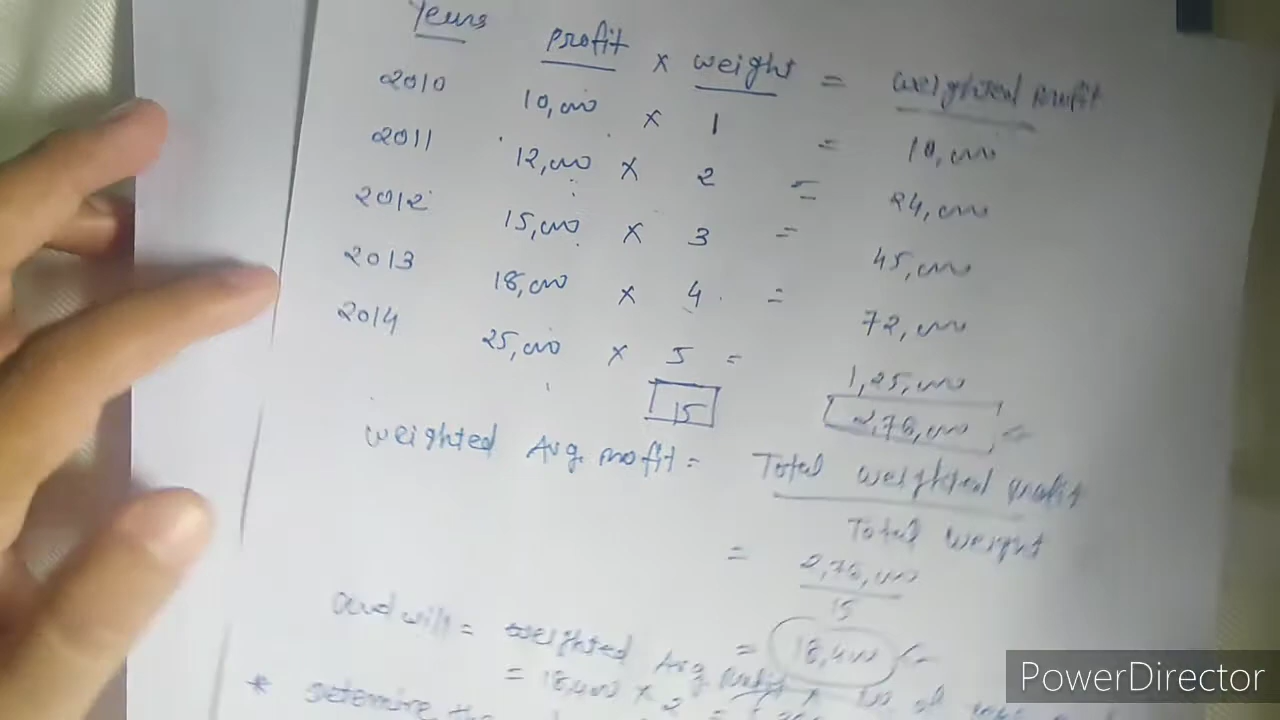 Years profit × weight = weighted profit
2010 10,000 × 1 = 10,000
2011 12,000 × 2 = 24,000
2012 15,000 × 3 = 45,000
2013 18,000 × 4 = 72,000
2014 25,000 × 5 = 1,25,000
15 2,76,000
weighted Avg. profit = Total weighted profit
Total weight
= 2,76,000
15
= 18,400
Goodwill = weighted Avg profit × no of
= 18,400 × 2 =
PowerDirector